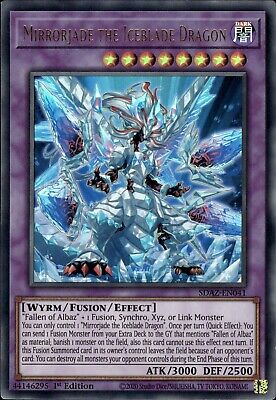 Mirrorjade the Iceblade Dragon
DARK
闇
SDAZ-EN041
[WYRM/FUSION/EFFECT]
"Fallen of Albaz" + 1 Fusion, Synchro, Xyz, or Link Monster
You can only control 1 "Mirrorjade the Iceblade Dragon". Once per turn (Quick Effect): You can
send 1 Fusion Monster from your Extra Deck to the GY that mentions "Fallen of Albaz" as
material; banish 1 monster on the field, also this card cannot use this effect next turn. If this
Fusion Summoned card in its owner's control leaves the field because of an opponent's
card: You can destroy all monsters your opponent controls during the End Phase of this turn.
ATK/3000 DEF/2500
44146295
1st Edition
©2020 Studio Dice/SHUEISHA, TV TOKYO, KONAMI